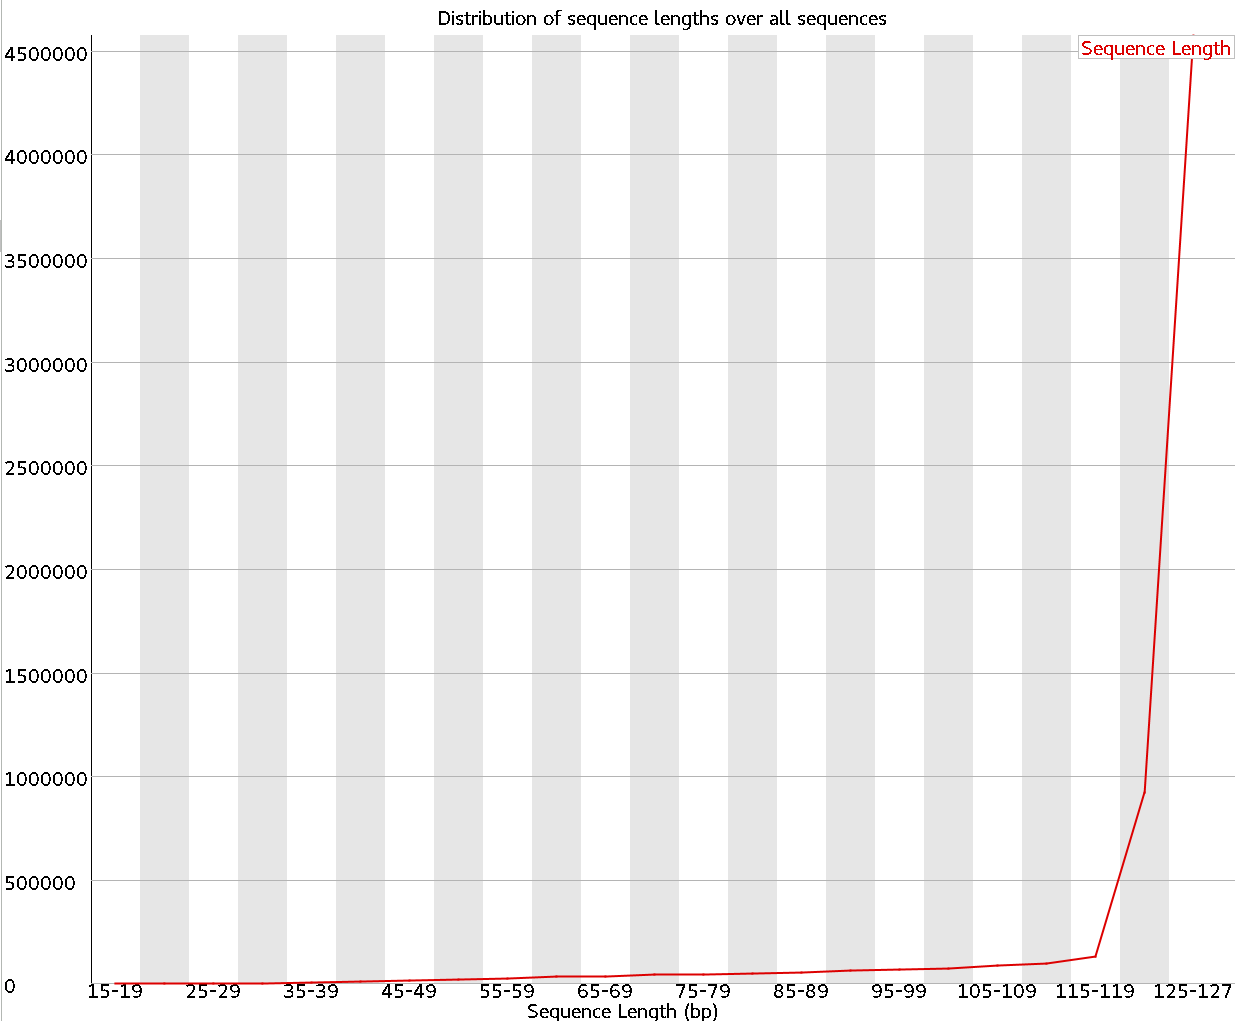 Distribution of sequence lengths over all sequences
Sequence Length
4500000
4000000
3500000
3000000
2500000
2000000
1500000
1000000
500000
0
15-19 25-29 35-39 45-49 55-59 65-69 75-79 85-89 95-99 105-109 115-119 125-127
Sequence Length (bp)